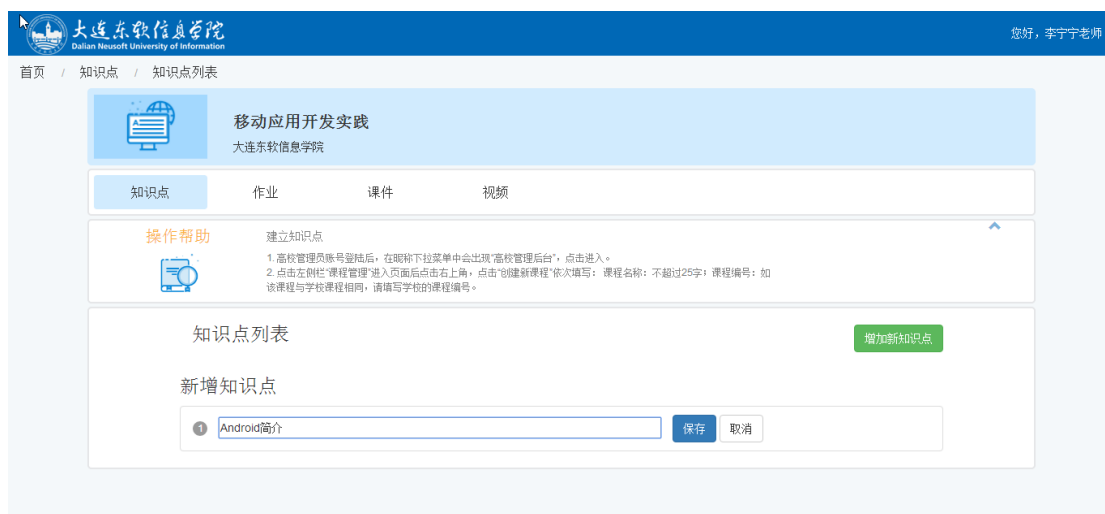 大连东软信息学院
Dalian Neusoft University of Information
您好，李宁宁老师
首页 / 知识点 / 知识点列表
移动应用开发实践
大连东软信息学院
知识点 作业 课件 视频
操作帮助
建立知识点
1. 高校管理员账号登陆后，在昵称下拉菜单中会出现“高校管理后台”，点击进入。
2. 点击左侧栏“课程管理”进入页面后点击右上角，点击“创建新课程”依次填写： 课程名称：不超过25字；课程编号：如
该课程与学校课程相同，请填写学校的课程编号。
知识点列表
增加新知识点
新增知识点
1 Android简介 保存 取消